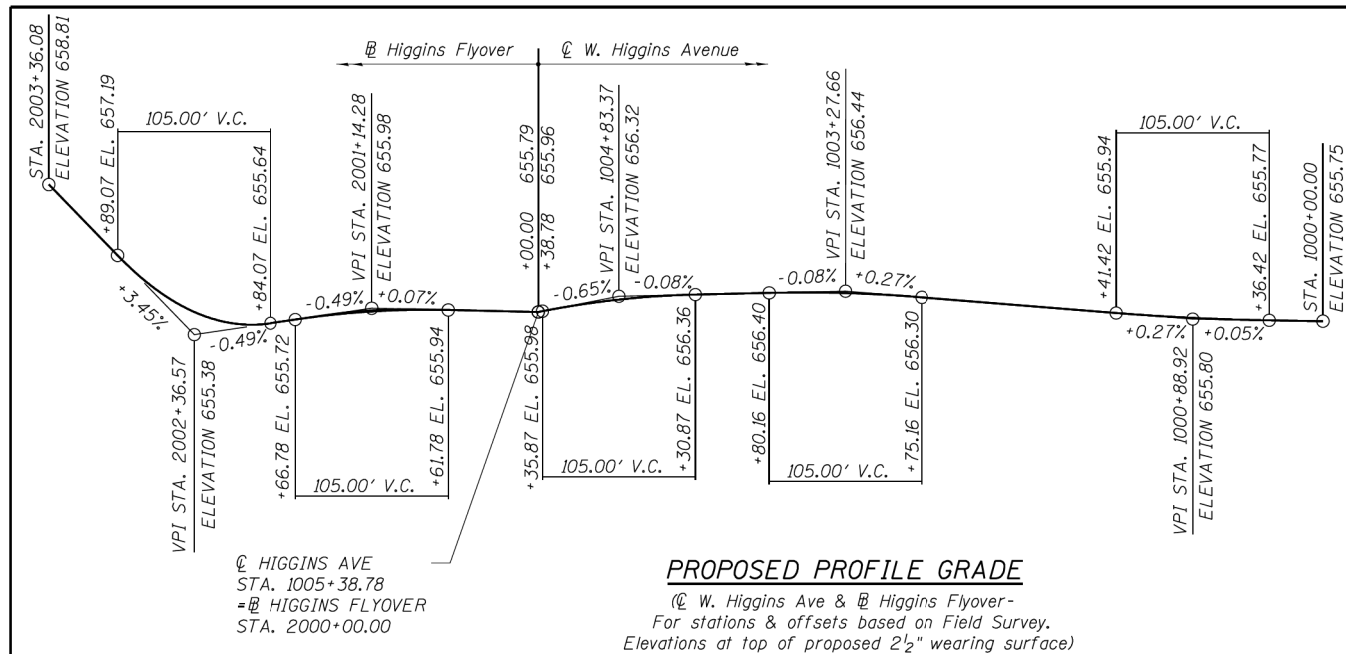 ℄ Higgins Flyover
℄ W. Higgins Avenue
STA. 2003+36.08
ELEVATION 658.81
+89.07 EL. 657.19
105.00' V.C.
+84.07 EL. 655.64
+3.45%
-0.49%
VPI STA. 2002+36.57
ELEVATION 655.38
VPI STA. 2001+14.28
ELEVATION 655.98
-0.49%
+0.07%
+66.78 EL. 655.72
+61.78 EL. 655.94
105.00' V.C.
+00.00 655.79
+38.78 655.96
VPI STA. 1004+83.37
ELEVATION 656.32
-0.65%
-0.08%
+35.87 EL. 655.98
+30.87 EL. 656.36
105.00' V.C.
VPI STA. 1003+27.66
ELEVATION 656.44
-0.08%
+0.27%
+80.16 EL. 656.40
+75.16 EL. 656.30
105.00' V.C.
+41.42 EL. 655.94
105.00' V.C.
+36.42 EL. 655.77
+0.27%
+0.05%
VPI STA. 1000+88.92
ELEVATION 655.80
STA. 1000+00.00
ELEVATION 655.75
℄ HIGGINS AVE
STA. 1005+38.78
=℄ HIGGINS FLYOVER
STA. 2000+00.00
PROPOSED PROFILE GRADE
(℄ W. Higgins Ave & ℄ Higgins Flyover-
For stations & offsets based on Field Survey.
Elevations at top of proposed 2½" wearing surface)